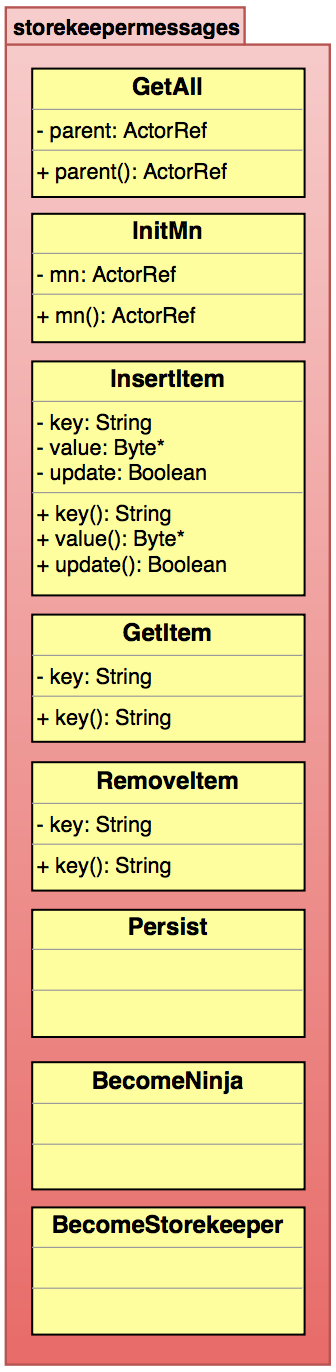 storekeepermessages
GetAll
- parent: ActorRef
+ parent(): ActorRef
InitMn
- mn: ActorRef
+ mn(): ActorRef
InsertItem
- key: String
- value: Byte*
- update: Boolean
+ key(): String
+ value(): Byte*
+ update(): Boolean
GetItem
- key: String
+ key(): String
RemoveItem
- key: String
+ key(): String
Persist
BecomeNinja
BecomeStorekeeper